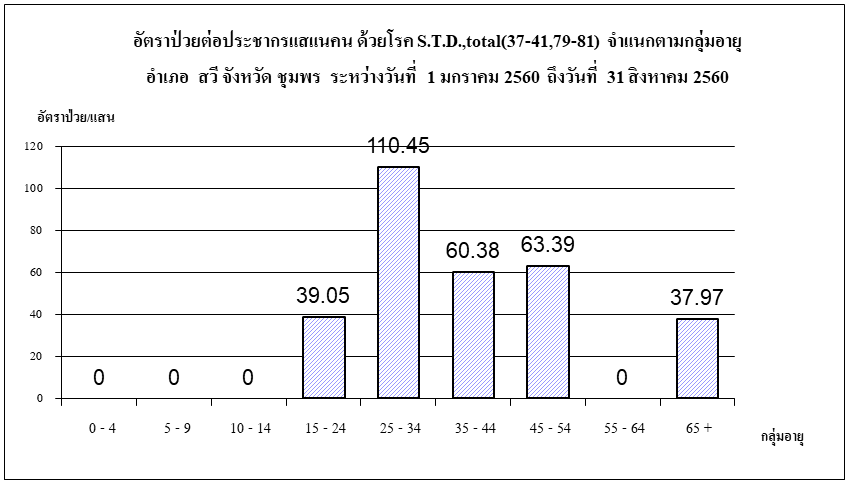 อัตราป่วยต่อประชากรแสแนคน ด้วยโรค S.T.D.,total(37-41,79-81) จำแนกตามกลุ่มอายุ
อำเภอ สวี จังหวัด ชุมพร ระหว่างวันที่ 1 มกราคม 2560 ถึงวันที่ 31 สิงหาคม 2560
อัตราป่วย/แสน
120
100
80
60
40
20
0
0
0
0
39.05
110.45
60.38
63.39
0
37.97
0 - 4
5 - 9
10 - 14
15 - 24
25 - 34
35 - 44
45 - 54
55 - 64
65 +
กลุ่มอายุ